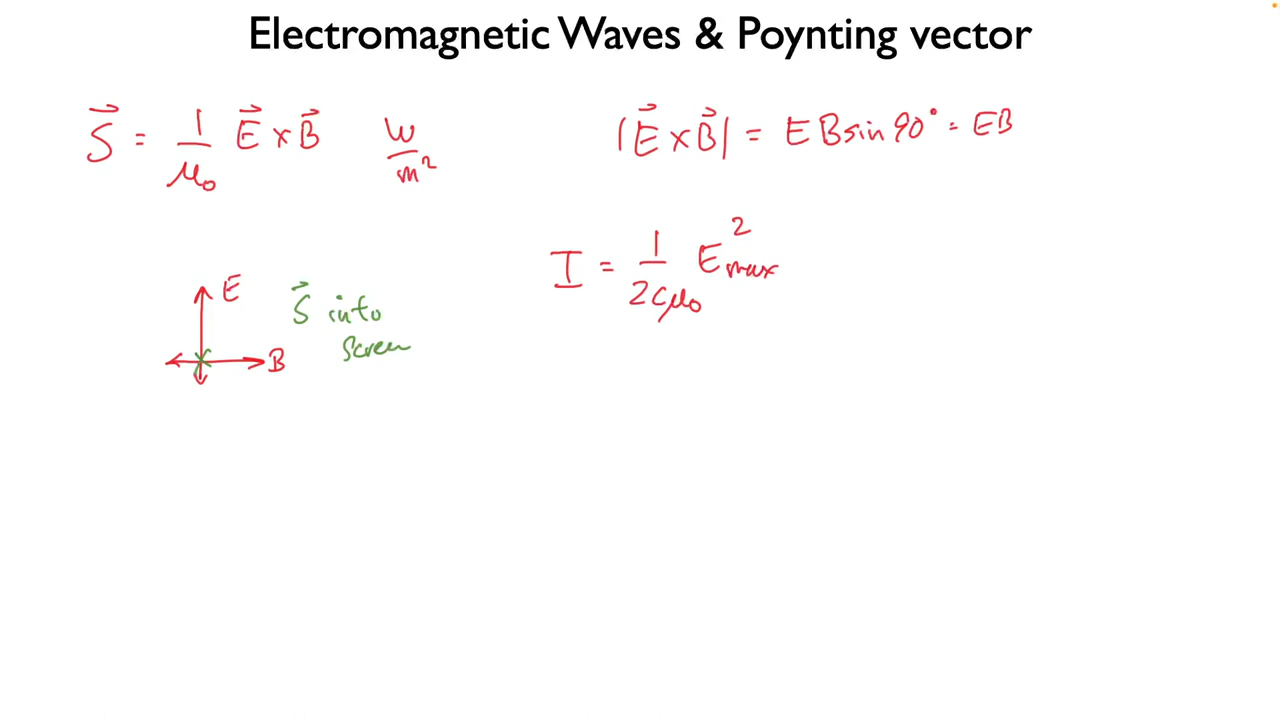 Electromagnetic Waves & Poynting vector
S⃗ = 1/μ₀ E⃗ × B⃗ W/m²
|E⃗ × B⃗| = EB sin 90° = EB
I = 1/2cμ₀ E²max
E
S⃗ into
screen
B